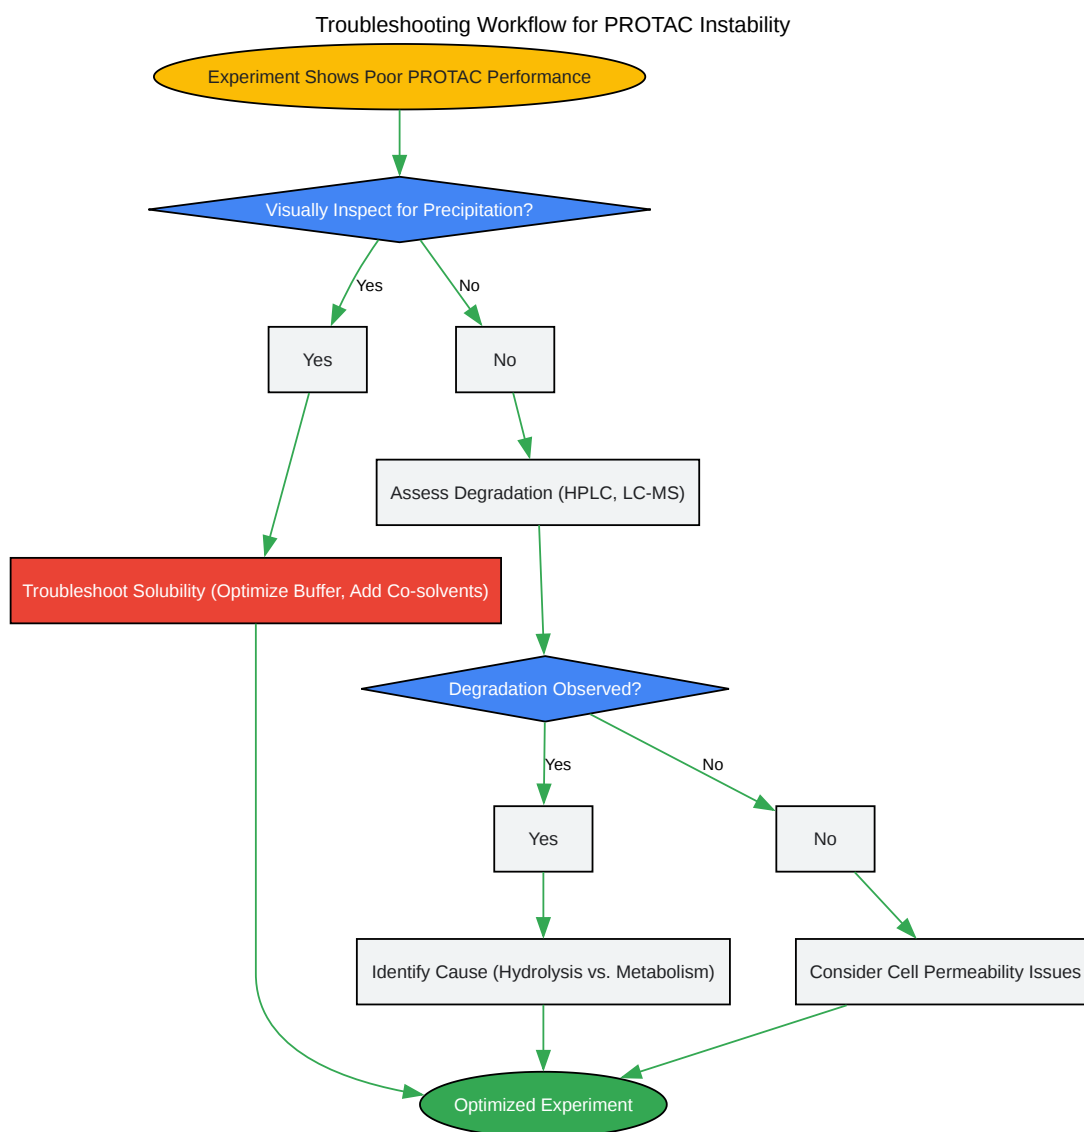 Troubleshooting Workflow for PROTAC Instability
Experiment Shows Poor PROTAC Performance
Visually Inspect for Precipitation?
Yes
No
Yes
No
Assess Degradation (HPLC, LC-MS)
Troubleshoot Solubility (Optimize Buffer, Add Co-solvents)
Degradation Observed?
Yes
No
Yes
No
Identify Cause (Hydrolysis vs. Metabolism)
Consider Cell Permeability Issues
Optimized Experiment